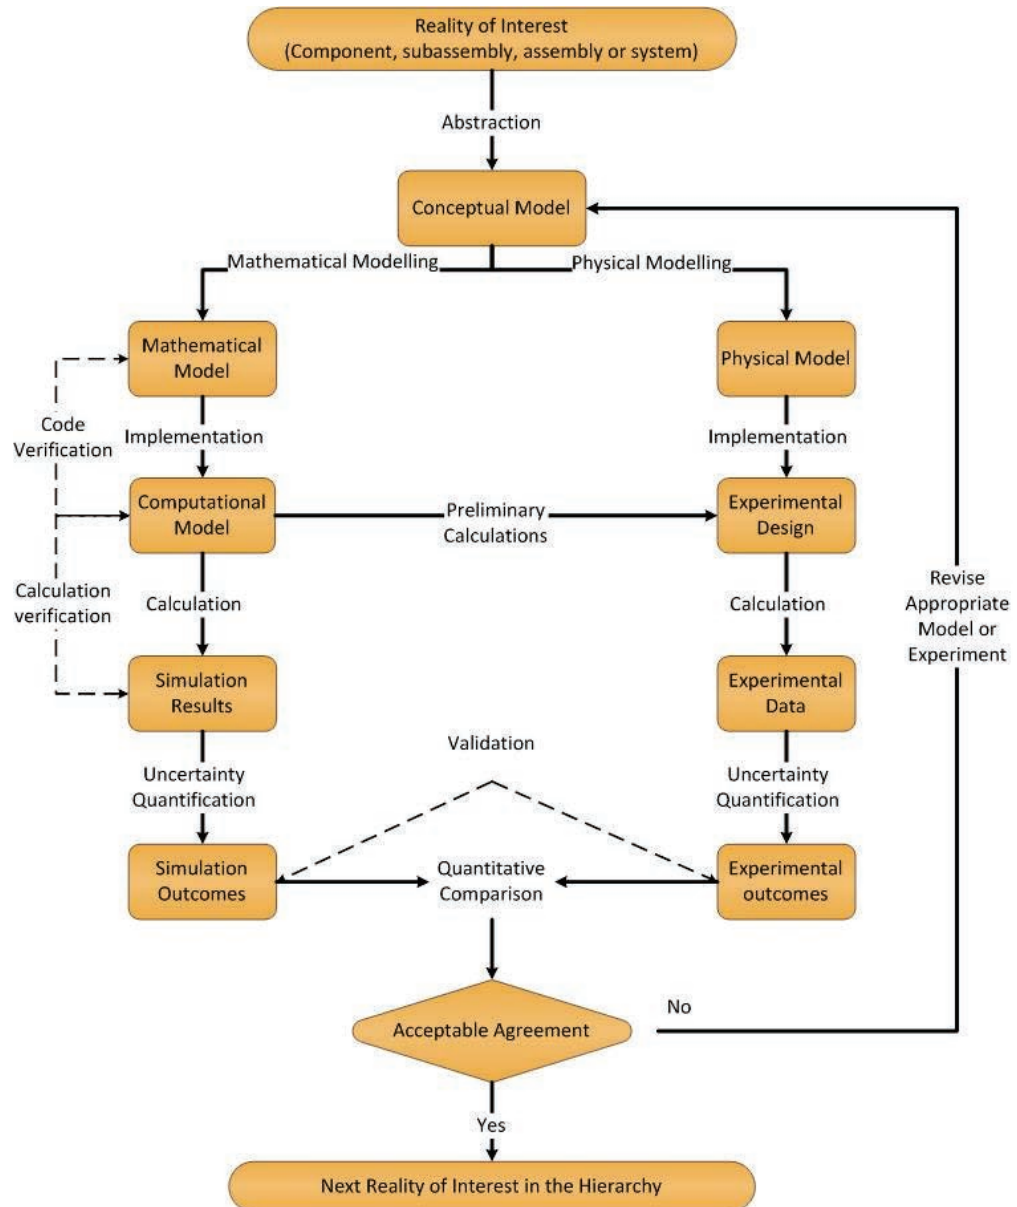 Reality of Interest
(Component, subassembly, assembly or system)
Abstraction
Conceptual Model
Mathematical Modelling
Physical Modelling
Mathematical
Model
Physical Model
Code
Verification
Implementation
Implementation
Computational
Model
Preliminary
Calculations
Experimental
Design
Calculation
verification
Calculation
Calculation
Revise
Appropriate
Model or
Experiment
Simulation
Results
Experimental
Data
Validation
Uncertainty
Quantification
Uncertainty
Quantification
Simulation
Outcomes
Quantitative
Comparison
Experimental
outcomes
Acceptable Agreement
No
Yes
Next Reality of Interest in the Hierarchy